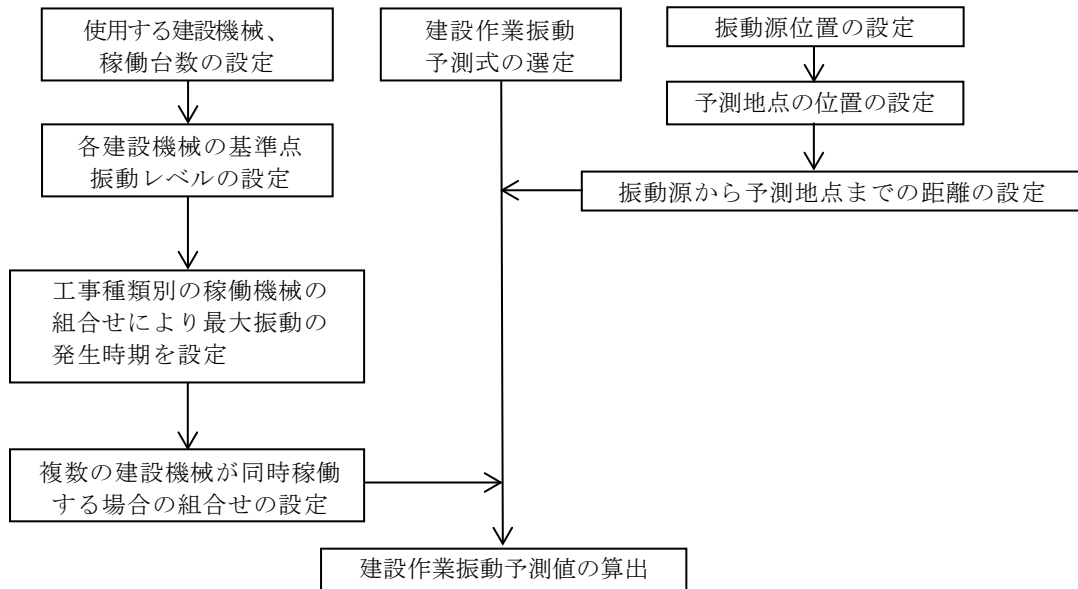 使用する建設機械、
稼働台数の設定
各建設機械の基準点
振動レベルの設定
工事種類別の稼働機械の
組合せにより最大振動の
発生時期を設定
複数の建設機械が同時稼働
する場合の組合せの設定
建設作業振動
予測式の選定
振動源位置の設定
予測地点の位置の設定
振動源から予測地点までの距離の設定
建設作業振動予測値の算出